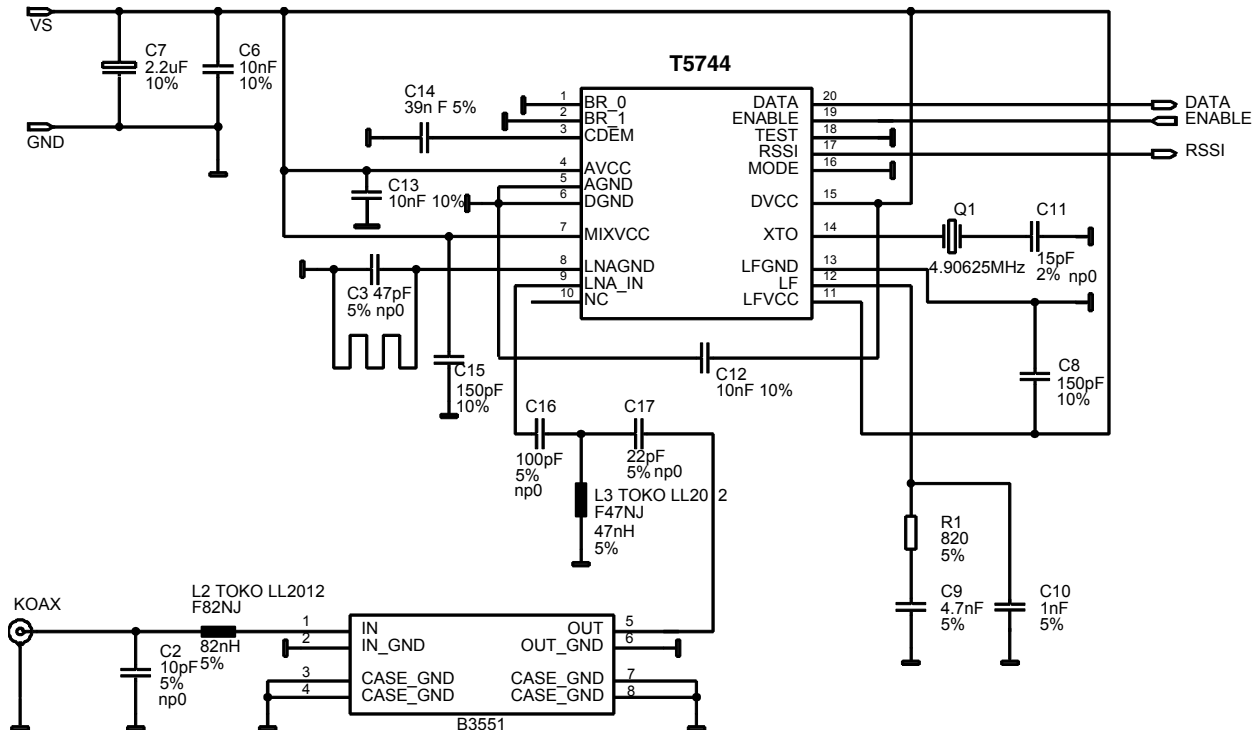 VS
C7
2.2uF
10%
C6
10nF
10%
GND
T5744
C14
39n F 5%
1 BR_0
2 BR_1
3 CDEM
4 AVCC
5 AGND
6 DGND
7 MIXVCC
8 LNAGND
9 LNA_IN
10 NC
DATA 20
ENABLE 19
TEST 18
RSSI 17
MODE 16
DVCC 15
XTO 14
LFGND 13
LF 12
LFVCC 11
DATA
ENABLE
RSSI
C13
10nF 10%
Q1
4.90625MHz
C11
15pF
2% np0
C3 47pF
5% np0
C15
150pF
10%
C12
10nF 10%
C8
150pF
10%
C16
100pF
5%
np0
C17
22pF
5% np0
L3 TOKO LL20 2
F47NJ
47nH
5%
R1
820
5%
C9
4.7nF
5%
C10
1nF
5%
KOAX
L2 TOKO LL2012
F82NJ
82nH
5%
C2
10pF
5%
np0
1 IN
2 IN_GND
3 CASE_GND
4 CASE_GND
OUT 5
OUT_GND 6
CASE_GND 7
CASE_GND 8
B3551